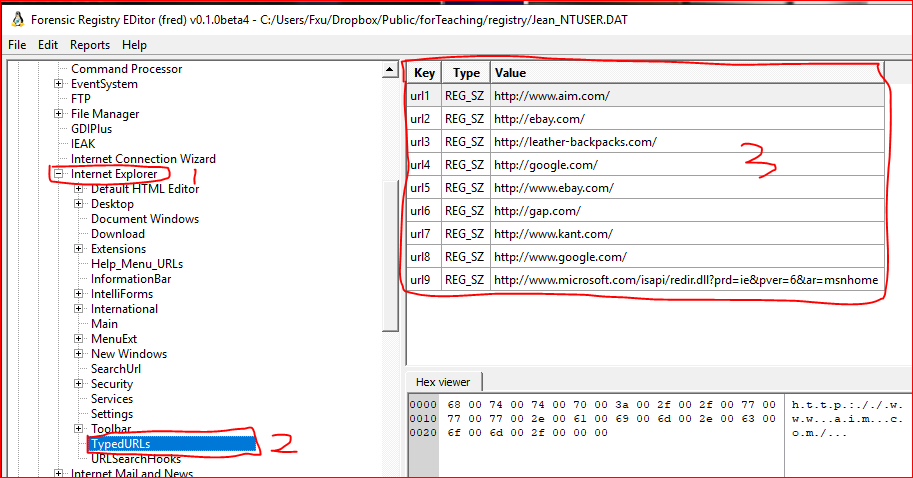 Forensic Registry EDitor (fred) v0.1.0beta4 - C:/Users/Fxu/Dropbox/Public/forTeaching/registry/Jean_NTUSER.DAT
File Edit Reports Help
Command Processor
EventSystem
FTP
File Manager
GDIPlus
IEAK
Internet Connection Wizard
Internet Explorer 1
Default HTML Editor
Desktop
Document Windows
Download
Extensions
Help_Menu_URLs
InformationBar
IntelliForms
International
Main
MenuExt
New Windows
SearchUrl
Security
Services
Settings
Toolbar
TypedURLs 2
URLSearchHooks
Internet Mail and News
Key Type Value
url1 REG_SZ http://www.aim.com/
url2 REG_SZ http://ebay.com/
url3 REG_SZ http://leather-backpacks.com/
url4 REG_SZ http://google.com/ 3
url5 REG_SZ http://www.ebay.com/
url6 REG_SZ http://gap.com/
url7 REG_SZ http://www.kant.com/
url8 REG_SZ http://www.google.com/
url9 REG_SZ http://www.microsoft.com/isapi/redir.dll?prd=ie&pver=6&ar=msnhome
Hex viewer
0000 68 00 74 00 74 00 70 00 3a 00 2f 00 2f 00 77 00 h.t.t.p.:././.w.
0010 77 00 77 00 2e 00 61 00 69 00 6d 00 2e 00 63 00 w.w...a.i.m...c.
0020 6f 00 6d 00 2f 00 00 00 o.m./...